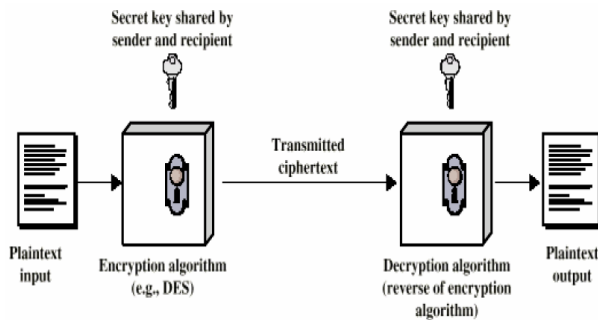 Secret key shared by
sender and recipient
Secret key shared by
sender and recipient
Transmitted
ciphertext
Plaintext
input
Encryption algorithm
(e.g., DES)
Decryption algorithm
(reverse of encryption
algorithm)
Plaintext
output